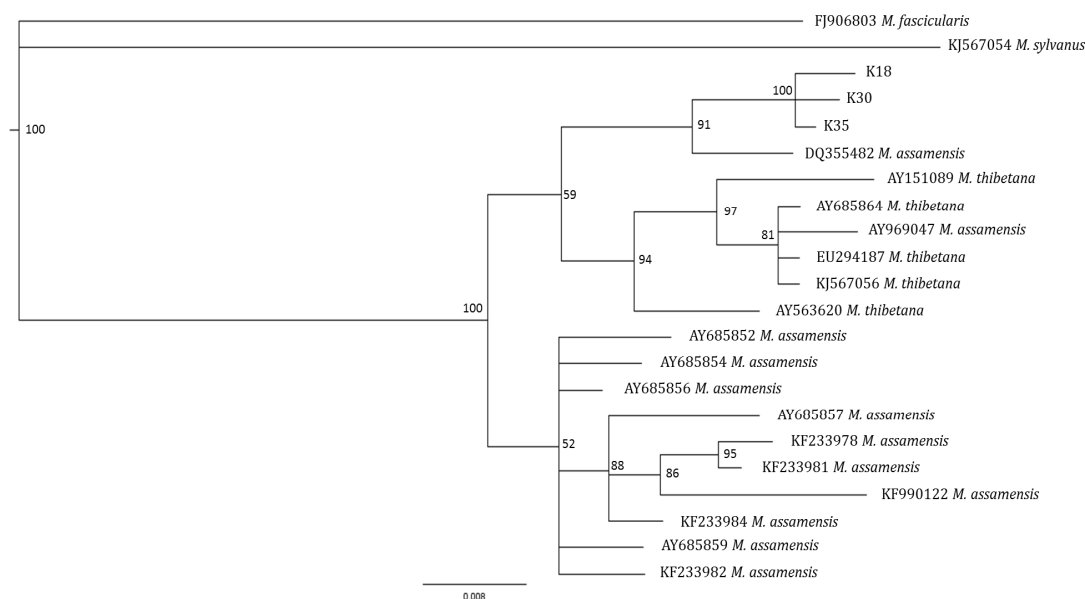 FJ906803 M. fascicularis
KJ567054 M. sylvanus
K18
100
K30
K35
91
100
DQ355482 M. assamensis
AY151089 M. thibetana
59
AY685864 M. thibetana
97
AY969047 M. assamensis
81
EU294187 M. thibetana
94
KJ567056 M. thibetana
100
AY563620 M. thibetana
AY685852 M. assamensis
AY685854 M. assamensis
AY685856 M. assamensis
AY685857 M. assamensis
52
KF233978 M. assamensis
95
88
KF233981 M. assamensis
86
KF990122 M. assamensis
KF233984 M. assamensis
AY685859 M. assamensis
KF233982 M. assamensis
0.008